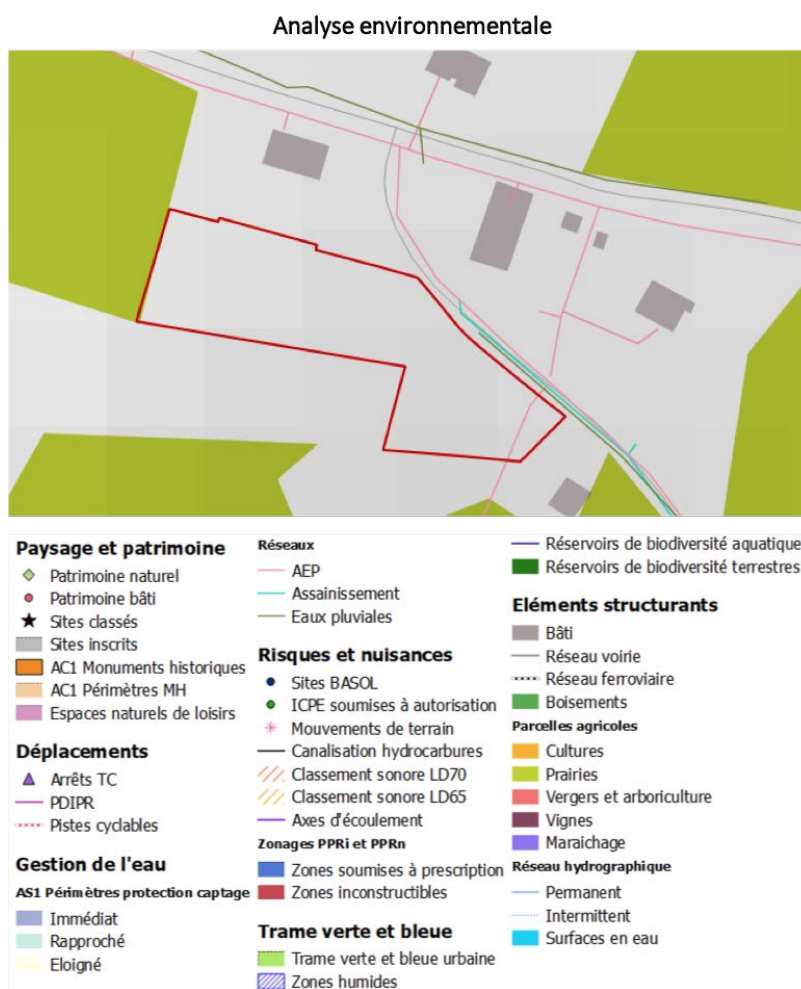 Analyse environnementale
Paysage et patrimoine
Patrimoine naturel
Patrimoine bâti
Sites classés
Sites inscrits
AC1 Monuments historiques
AC1 Périmètres MH
Espaces naturels de loisirs
Déplacements
Arrêts TC
PDIPR
Pistes cyclables
Gestion de l'eau
AS1 Périmètres protection captage
Immédiat
Rapproché
Eloigné
Réseaux
AEP
Assainissement
Eaux pluviales
Risques et nuisances
Sites BASOL
ICPE soumises à autorisation
Mouvements de terrain
Canalisation hydrocarbures
Classement sonore LD70
Classement sonore LD65
Axes d'écoulement
Zonages PPRi et PPRn
Zones soumises à prescription
Zones inconstructibles
Trame verte et bleue
Trame verte et bleue urbaine
Zones humides
Réservoirs de biodiversité aquatique
Réservoirs de biodiversité terrestres
Eléments structurants
Bâti
Réseau voirie
Réseau ferroviaire
Boisements
Parcelles agricoles
Cultures
Prairies
Vergers et arboriculture
Vignes
Maraichage
Réseau hydrographique
Permanent
Intermittent
Surfaces en eau